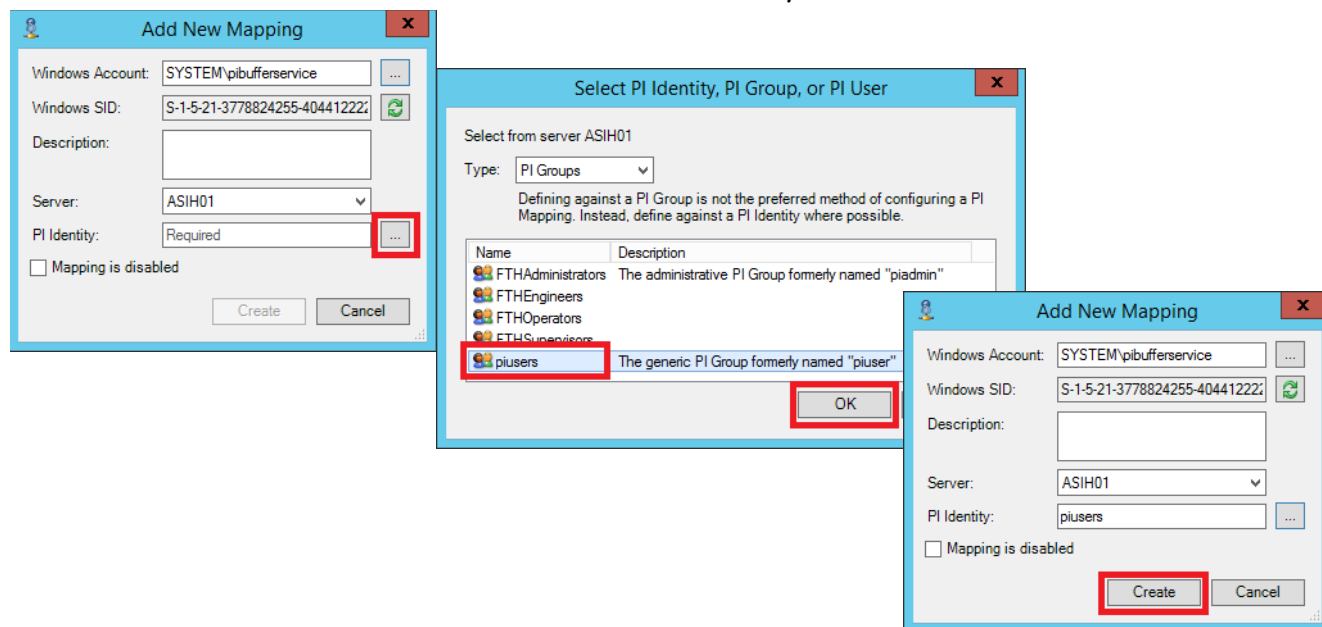 Add New Mapping
x
Windows Account: SYSTEM\pibufferservice ...
Windows SID: S-1-5-21-3778824255-404412222
Description:
Server: ASIH01
PI Identity: Required ...
Mapping is disabled
Create Cancel
Select PI Identity, PI Group, or PI User
x
Select from server ASIH01
Type: PI Groups
Defining against a PI Group is not the preferred method of configuring a PI
Mapping. Instead, define against a PI Identity where possible.
Name Description
FTHAdministrators The administrative PI Group formerly named "piadmin"
FTHEngineers
FTHOperators
FTHSupervisors
piusers The generic PI Group formerly named "piuser"
OK
Add New Mapping
x
Windows Account: SYSTEM\pibufferservice ...
Windows SID: S-1-5-21-3778824255-404412222
Description:
Server: ASIH01
PI Identity: piusers ...
Mapping is disabled
Create Cancel